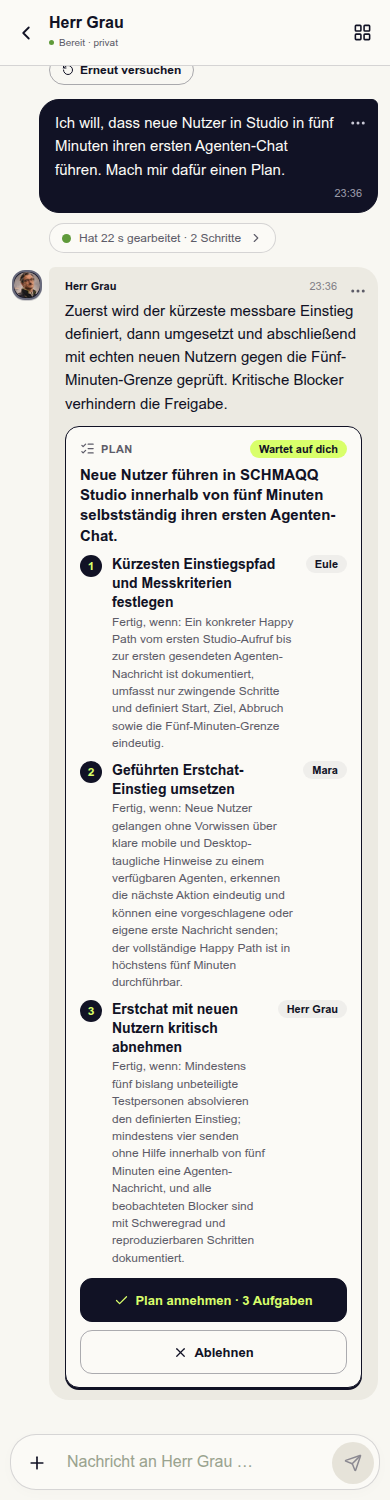 Herr Grau
Bereit · privat
Erneut versuchen
Ich will, dass neue Nutzer in Studio in fünf
Minuten ihren ersten Agenten-Chat
führen. Mach mir dafür einen Plan.
23:36
Hat 22 s gearbeitet · 2 Schritte
Herr Grau
23:36
Zuerst wird der kürzeste messbare Einstieg
definiert, dann umgesetzt und abschließend
mit echten neuen Nutzern gegen die Fünf-
Minuten-Grenze geprüft. Kritische Blocker
verhindern die Freigabe.
PLAN
Wartet auf dich
Neue Nutzer führen in SCHMAQQ
Studio innerhalb von fünf Minuten
selbstständig ihren ersten Agenten-
Chat.
1
Kürzesten Einstiegspfad
und Messkriterien
festlegen
Eule
Fertig, wenn: Ein konkreter Happy
Path vom ersten Studio-Aufruf bis
zur ersten gesendeten Agenten-
Nachricht ist dokumentiert,
umfasst nur zwingende Schritte
und definiert Start, Ziel, Abbruch
sowie die Fünf-Minuten-Grenze
eindeutig.
2
Geführten Erstchat-
Einstieg umsetzen
Mara
Fertig, wenn: Neue Nutzer
gelangen ohne Vorwissen über
klare mobile und Desktop-
taugliche Hinweise zu einem
verfügbaren Agenten, erkennen
die nächste Aktion eindeutig und
können eine vorgeschlagene oder
eigene erste Nachricht senden;
der vollständige Happy Path ist in
höchstens fünf Minuten
durchführbar.
3
Erstchat mit neuen
Nutzern kritisch
abnehmen
Herr Grau
Fertig, wenn: Mindestens
fünf bislang unbeteiligte
Testpersonen absolvieren
den definierten Einstieg;
mindestens vier senden
ohne Hilfe innerhalb von fünf
Minuten eine Agenten-
Nachricht, und alle
beobachteten Blocker sind
mit Schweregrad und
reproduzierbaren Schritten
dokumentiert.
Plan annehmen · 3 Aufgaben
Ablehnen
Nachricht an Herr Grau …